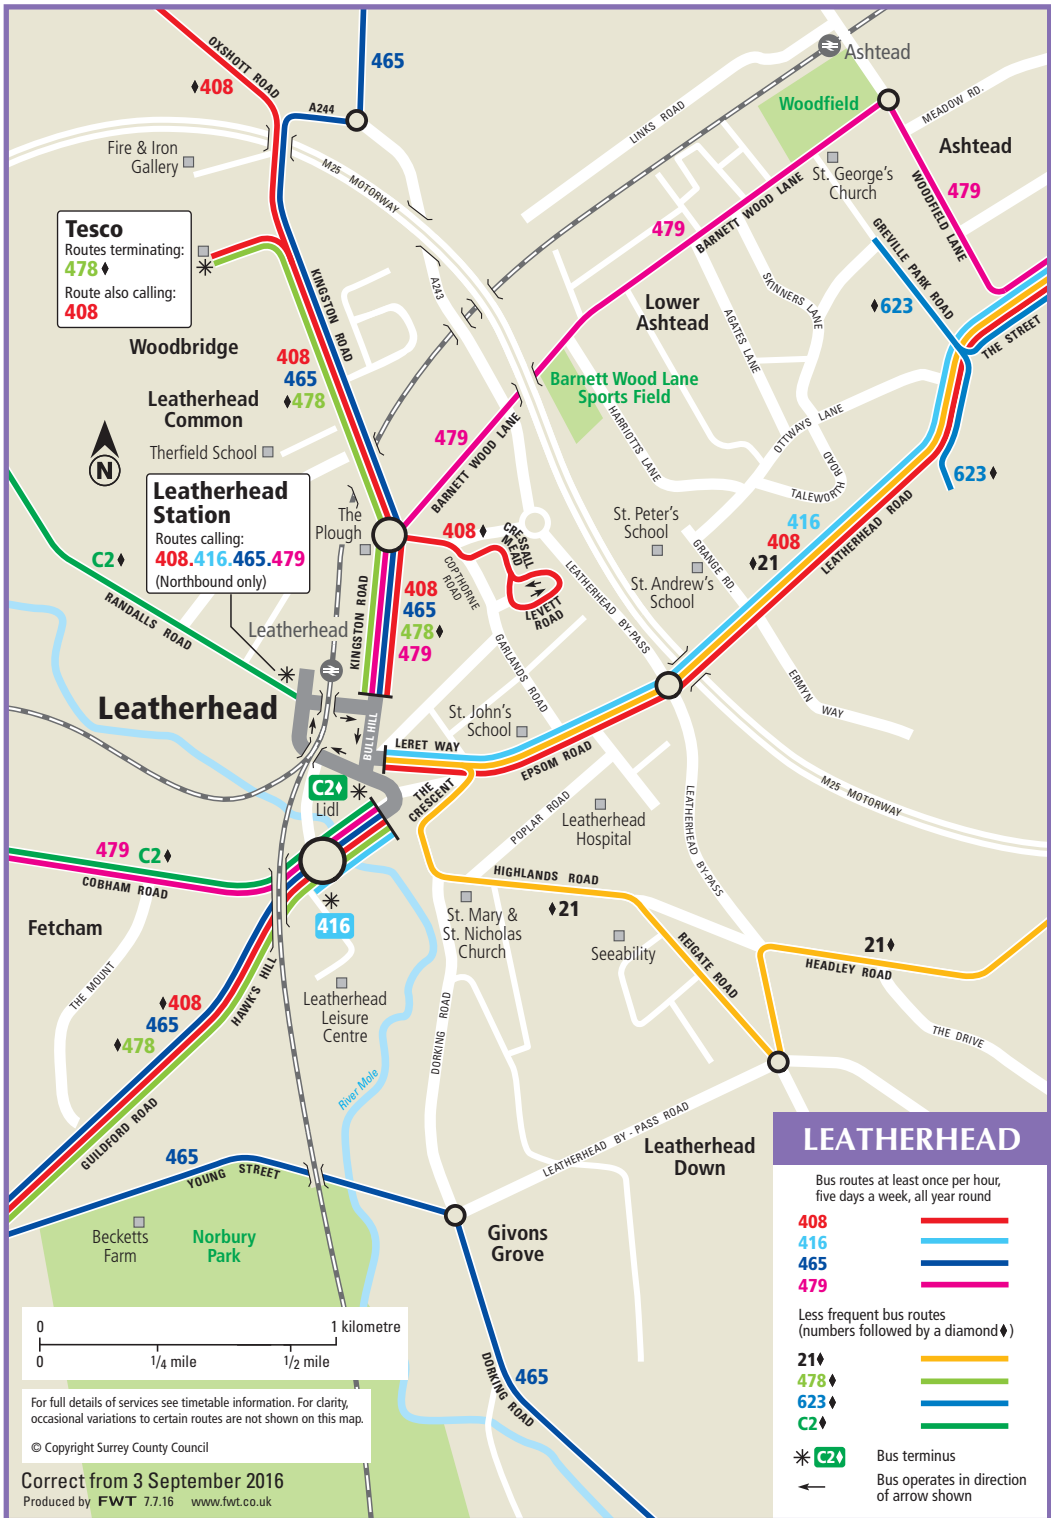 OXSHOTT ROAD
♦408
465
A244
Fire & Iron
Gallery
M25 MOTORWAY
A243
Tesco
Routes terminating:
478♦
Route also calling:
408
Woodbridge
KINGSTON ROAD
408
465
♦478
Leatherhead
Common
Therfield School
N
Ashtead
Woodfield
LINKS ROAD
MEADOW RD.
Ashtead
St. George's
Church
479
BARNETT WOOD LANE
WOODFIELD LANE
479
GREVILLE PARK ROAD
♦623
THE STREET
SKINNERS LANE
AGATES LANE
Lower
Ashtead
Barnett Wood Lane
Sports Field
HARRIOTTS LANE
OTTWAYS LANE
TALEWORTH ROAD
623♦
479
BARNETT WOOD LANE
Leatherhead
Station
Routes calling:
408.416.465.479
(Northbound only)
The
Plough
408♦
CRESSALL
MEAD
COPTHORNE
ROAD
LEVETT
ROAD
St. Peter's
School
St. Andrew's
School
GRANGE RD.
416
408
♦21
LEATHERHEAD ROAD
LEATHERHEAD BY-PASS
C2♦
RANDALLS ROAD
Leatherhead
KINGSTON ROAD
408
465
478♦
479
GARLANDS ROAD
ERMYN WAY
Leatherhead
BULL HILL
St. John's
School
LERET WAY
EPSOM ROAD
M25 MOTORWAY
C2♦
Lidl
THE
CRESCENT
POPLAR ROAD
Leatherhead
Hospital
LEATHERHEAD BY-PASS
479
C2♦
COBHAM ROAD
Fetcham
416
HIGHLANDS ROAD
♦21
St. Mary &
St. Nicholas
Church
Seeability
REIGATE ROAD
21♦
HEADLEY ROAD
THE MOUNT
HAWK'S HILL
♦408
465
♦478
Leatherhead
Leisure
Centre
DORKING ROAD
THE DRIVE
River Mole
GUILDFORD ROAD
465
YOUNG STREET
LEATHERHEAD BY-PASS ROAD
Leatherhead
Down
Becketts
Farm
Norbury
Park
Givons
Grove
DORKING ROAD
465
0
1 kilometre
0
1/4 mile
1/2 mile
For full details of services see timetable information. For clarity,
occasional variations to certain routes are not shown on this map.
© Copyright Surrey County Council
Correct from 3 September 2016
Produced by FWT 7.7.16 www.fwt.co.uk
LEATHERHEAD
Bus routes at least once per hour,
five days a week, all year round
408
416
465
479
Less frequent bus routes
(numbers followed by a diamond♦)
21♦
478♦
623♦
C2♦
C2♦ Bus terminus
Bus operates in direction
of arrow shown